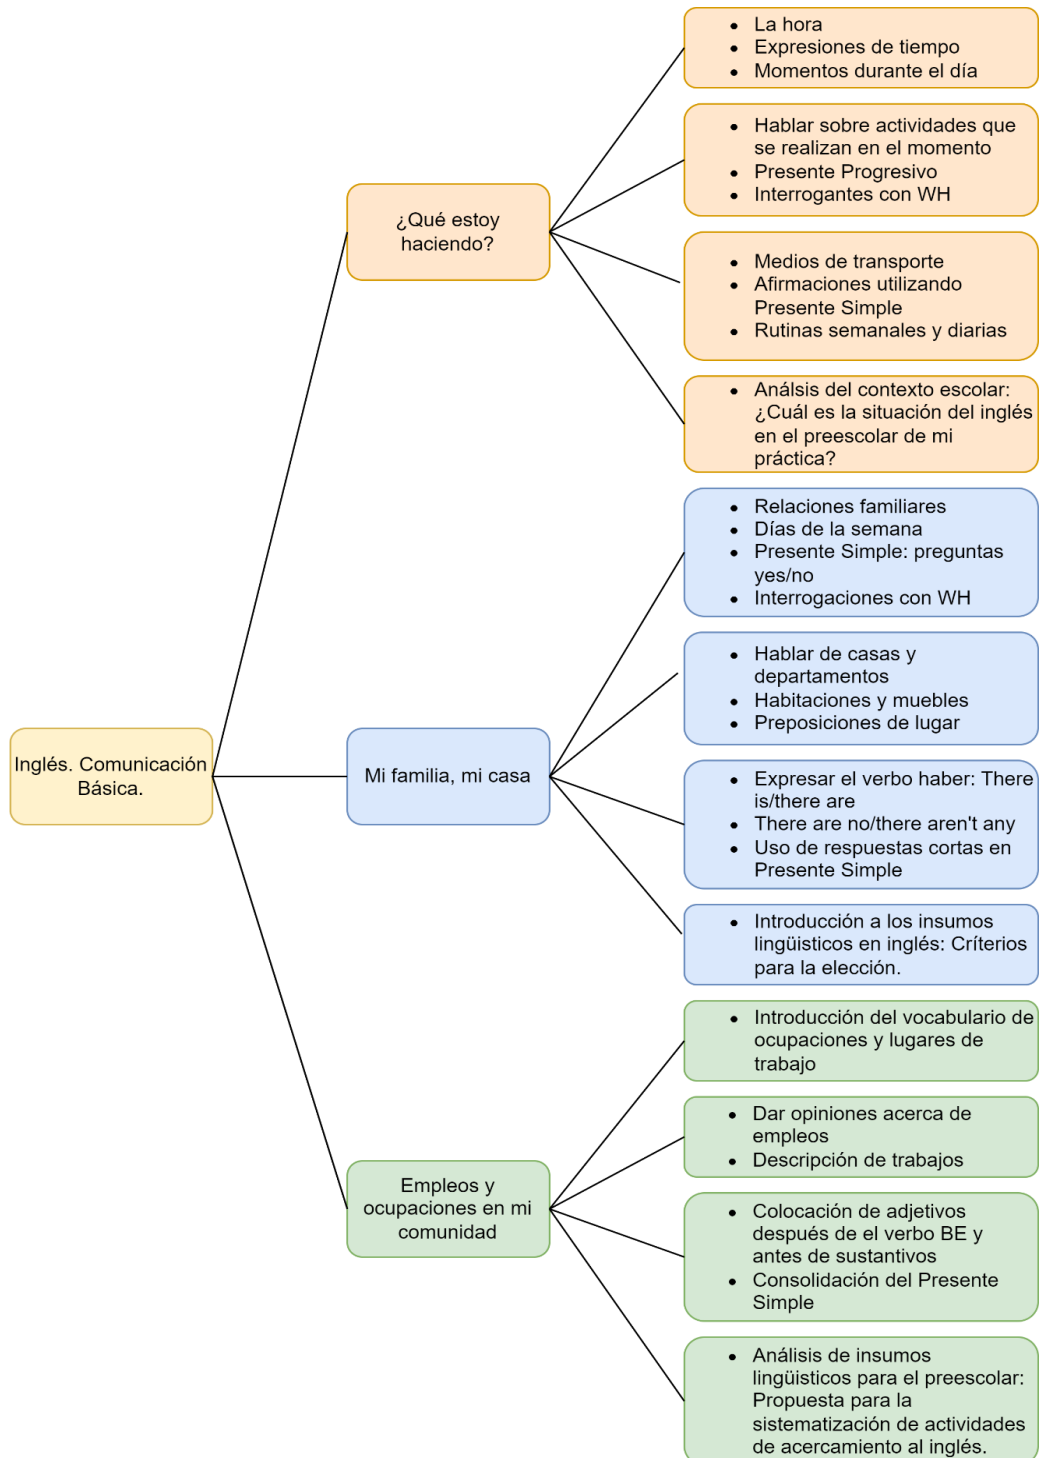 Inglés. Comunicación
Básica.
¿Qué estoy
haciendo?
• La hora
• Expresiones de tiempo
• Momentos durante el día
• Hablar sobre actividades que
se realizan en el momento
• Presente Progresivo
• Interrogantes con WH
• Medios de transporte
• Afirmaciones utilizando
Presente Simple
• Rutinas semanales y diarias
• Análsis del contexto escolar:
¿Cuál es la situación del inglés
en el preescolar de mi
práctica?
Mi familia, mi casa
• Relaciones familiares
• Días de la semana
• Presente Simple: preguntas
yes/no
• Interrogaciones con WH
• Hablar de casas y
departamentos
• Habitaciones y muebles
• Preposiciones de lugar
• Expresar el verbo haber: There
is/there are
• There are no/there aren't any
• Uso de respuestas cortas en
Presente Simple
• Introducción a los insumos
lingüisticos en inglés: Críterios
para la elección.
Empleos y
ocupaciones en mi
comunidad
• Introducción del vocabulario de
ocupaciones y lugares de
trabajo
• Dar opiniones acerca de
empleos
• Descripción de trabajos
• Colocación de adjetivos
después de el verbo BE y
antes de sustantivos
• Consolidación del Presente
Simple
• Análisis de insumos
lingüisticos para el preescolar:
Propuesta para la
sistematización de actividades
de acercamiento al inglés.